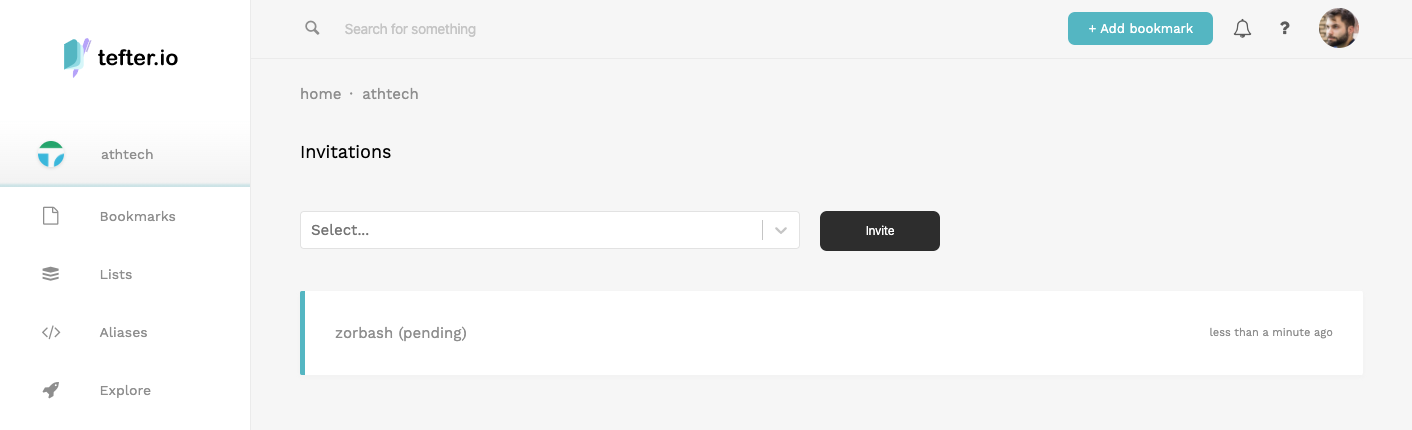 tefter.io
Search for something
+ Add bookmark
?
home · athtech
athtech
Invitations
Bookmarks
Select...
Invite
Lists
zorbash (pending)
less than a minute ago
Aliases
Explore